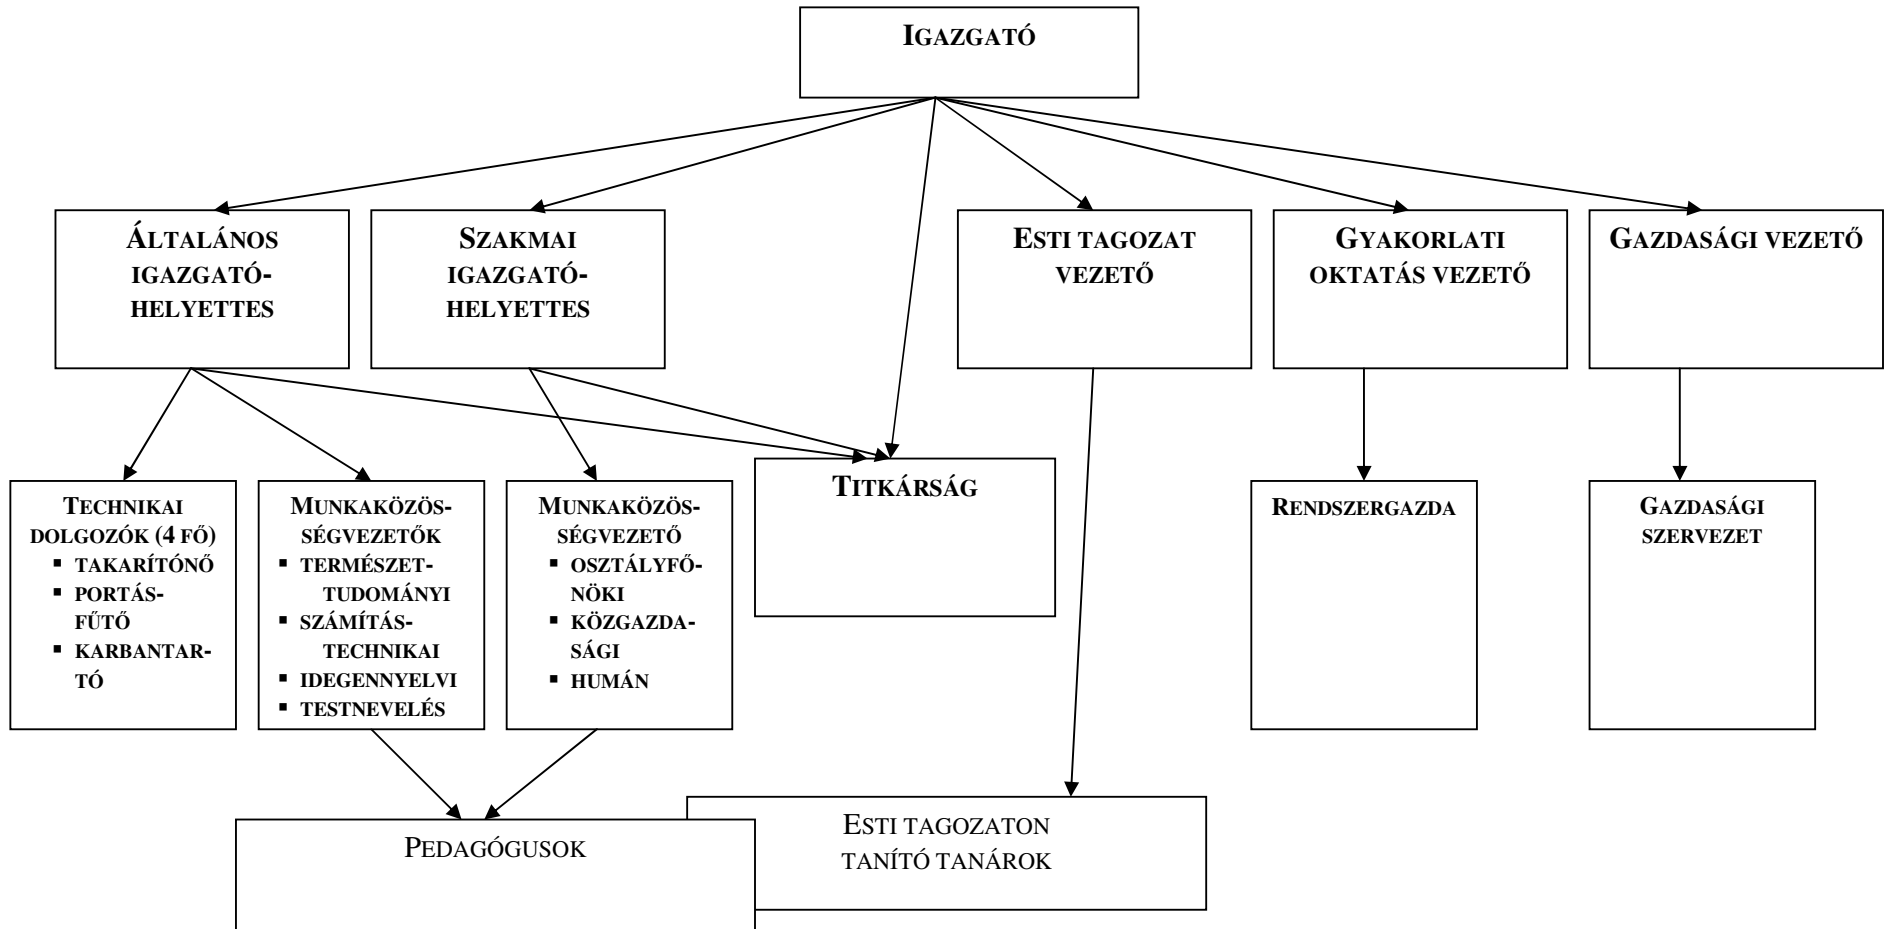 IGAZGATÓ
ÁLTALÁNOS
IGAZGATÓ-
HELYETTES
SZAKMAI
IGAZGATÓ-
HELYETTES
ESTI TAGOZAT
VEZETŐ
GYAKORLATI
OKTATÁS VEZETŐ
GAZDASÁGI VEZETŐ
TECHNIKAI
DOLGOZÓK (4 FŐ)
▪ TAKARÍTÓNŐ
▪ PORTÁS-
FŰTŐ
▪ KARBANTAR-
TÓ
MUNKAKÖZÖS-
SÉGVEZETŐK
▪ TERMÉSZET-
TUDOMÁNYI
▪ SZÁMÍTÁS-
TECHNIKAI
▪ IDEGENNYELVI
▪ TESTNEVELÉS
MUNKAKÖZÖS-
SÉGVEZETŐ
▪ OSZTÁLYFŐ-
NÖKI
▪ KÖZGAZDA-
SÁGI
▪ HUMÁN
TITKÁRSÁG
RENDSZERGAZDA
GAZDASÁGI
SZERVEZET
PEDAGÓGUSOK
ESTI TAGOZATON
TANÍTÓ TANÁROK